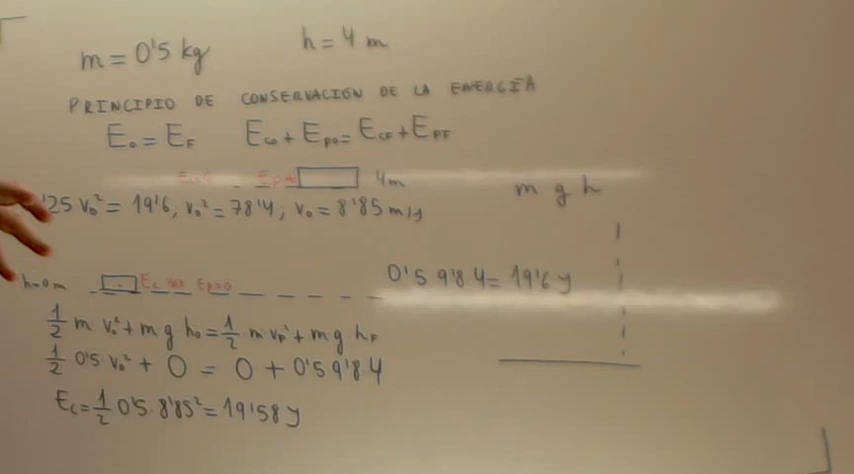 m = 0'5 kg h = 4 m
PRINCIPIO DE CONSERVACIÓN DE LA ENERGÍA
E₀ = E_F E_C0 + E_P0 = E_CF + E_PF
4m
m g h
'25 v₀² = 19'6, v₀² = 78'4, v₀ = 8'85 m/s
h=0m Ec Ep=0
0'5 9'8 4 = 19'6 y
1/2 m v₀² + m g h₀ = 1/2 m v_F² + m g h_F
1/2 0'5 · v₀² + 0 = 0 + 0'5 9'8 · 4
Ec = 1/2 0'5 · 8'85² = 19'58 y